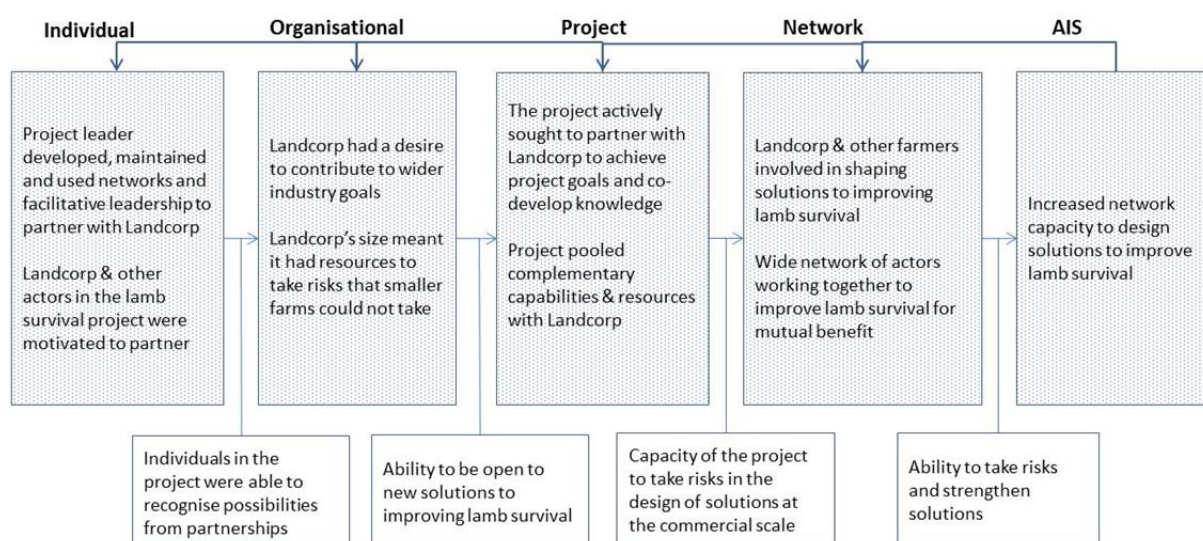 Individual
Organisational
Project
Network
AIS
Project leader
developed, maintained
and used networks and
facilitative leadership to
partner with Landcorp
Landcorp & other
actors in the lamb
survival project were
motivated to partner
Landcorp had a desire
to contribute to wider
industry goals
Landcorp's size meant
it had resources to
take risks that smaller
farms could not take
The project actively
sought to partner with
Landcorp to achieve
project goals and co-
develop knowledge
Project pooled
complementary
capabilities & resources
with Landcorp
Landcorp & other farmers
involved in shaping
solutions to improving
lamb survival
Wide network of actors
working together to
improve lamb survival for
mutual benefit
Increased network
capacity to design
solutions to improve
lamb survival
Individuals in the
project were able to
recognise possibilities
from partnerships
Ability to be open to
new solutions to
improving lamb survival
Capacity of the project
to take risks in the
design of solutions at
the commercial scale
Ability to take risks
and strengthen
solutions